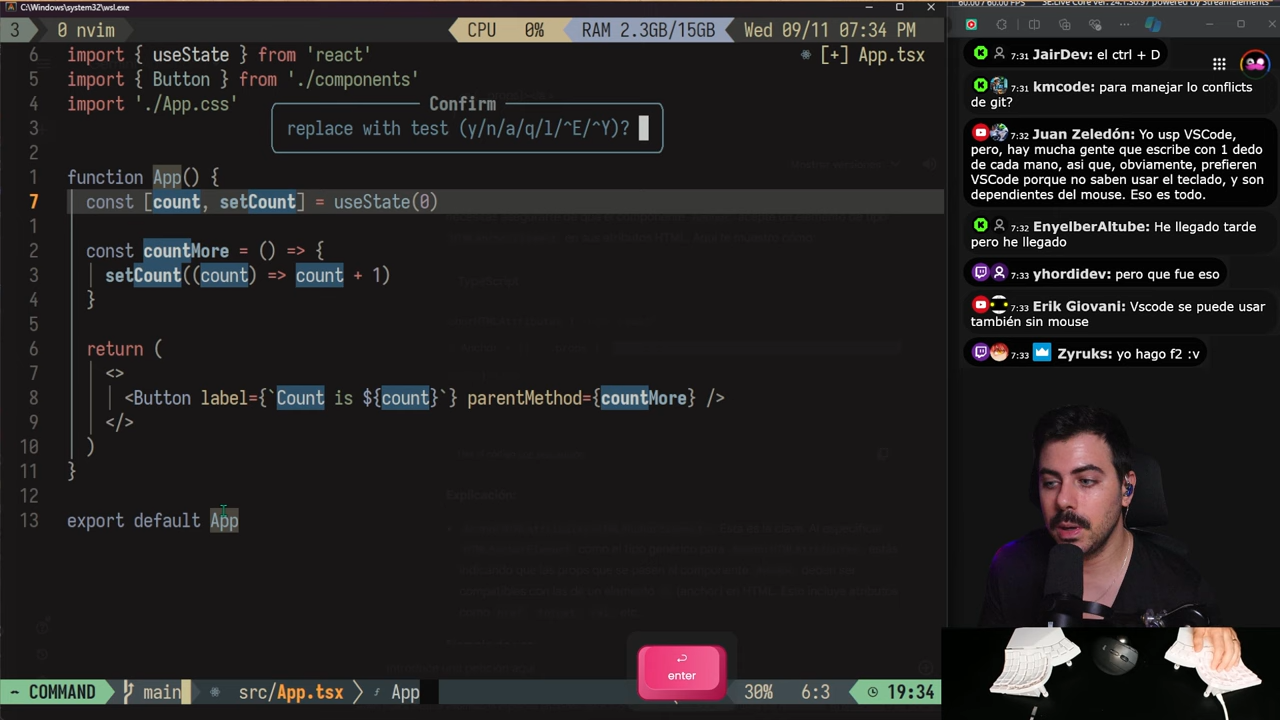 C:\Windows\system32\wsl.exe
3 0 nvim CPU 0% RAM 2.3GB/15GB Wed 09/11 07:34 PM
6 import { useState } from 'react' [+] App.tsx
5 import { Button } from './components'
4 import './App.css'
Confirm
3
replace with test (y/n/a/q/l/^E/^Y)?
2
1 function App() {
7 const [count, setCount] = useState(0)
1
2 const countMore = () => {
3 setCount((count) => count + 1)
4 }
5
6 return (
7 <>
8 <Button label={`Count is ${count}`} parentMethod={countMore} />
9 </>
10 )
11 }
12
13 export default App
Explicación:
enter
COMMAND main src/App.tsx App 30% 6:3 19:34
7:31 JairDev: el ctrl + D
7:31 kmcode: para manejar lo conflicts
de git?
7:32 Juan Zeledón: Yo usp VSCode,
pero, hay mucha gente que escribe con 1 dedo
de cada mano, asi que, obviamente, prefieren
VSCode porque no saben usar el teclado, y son
dependientes del mouse. Eso es todo.
7:33 EnyelberAltube: He llegado tarde
pero he llegado
7:33 yhordidev: pero que fue eso
7:33 Erik Giovani: Vscode se puede usar
también sin mouse
7:33 Zyruks: yo hago f2 :v